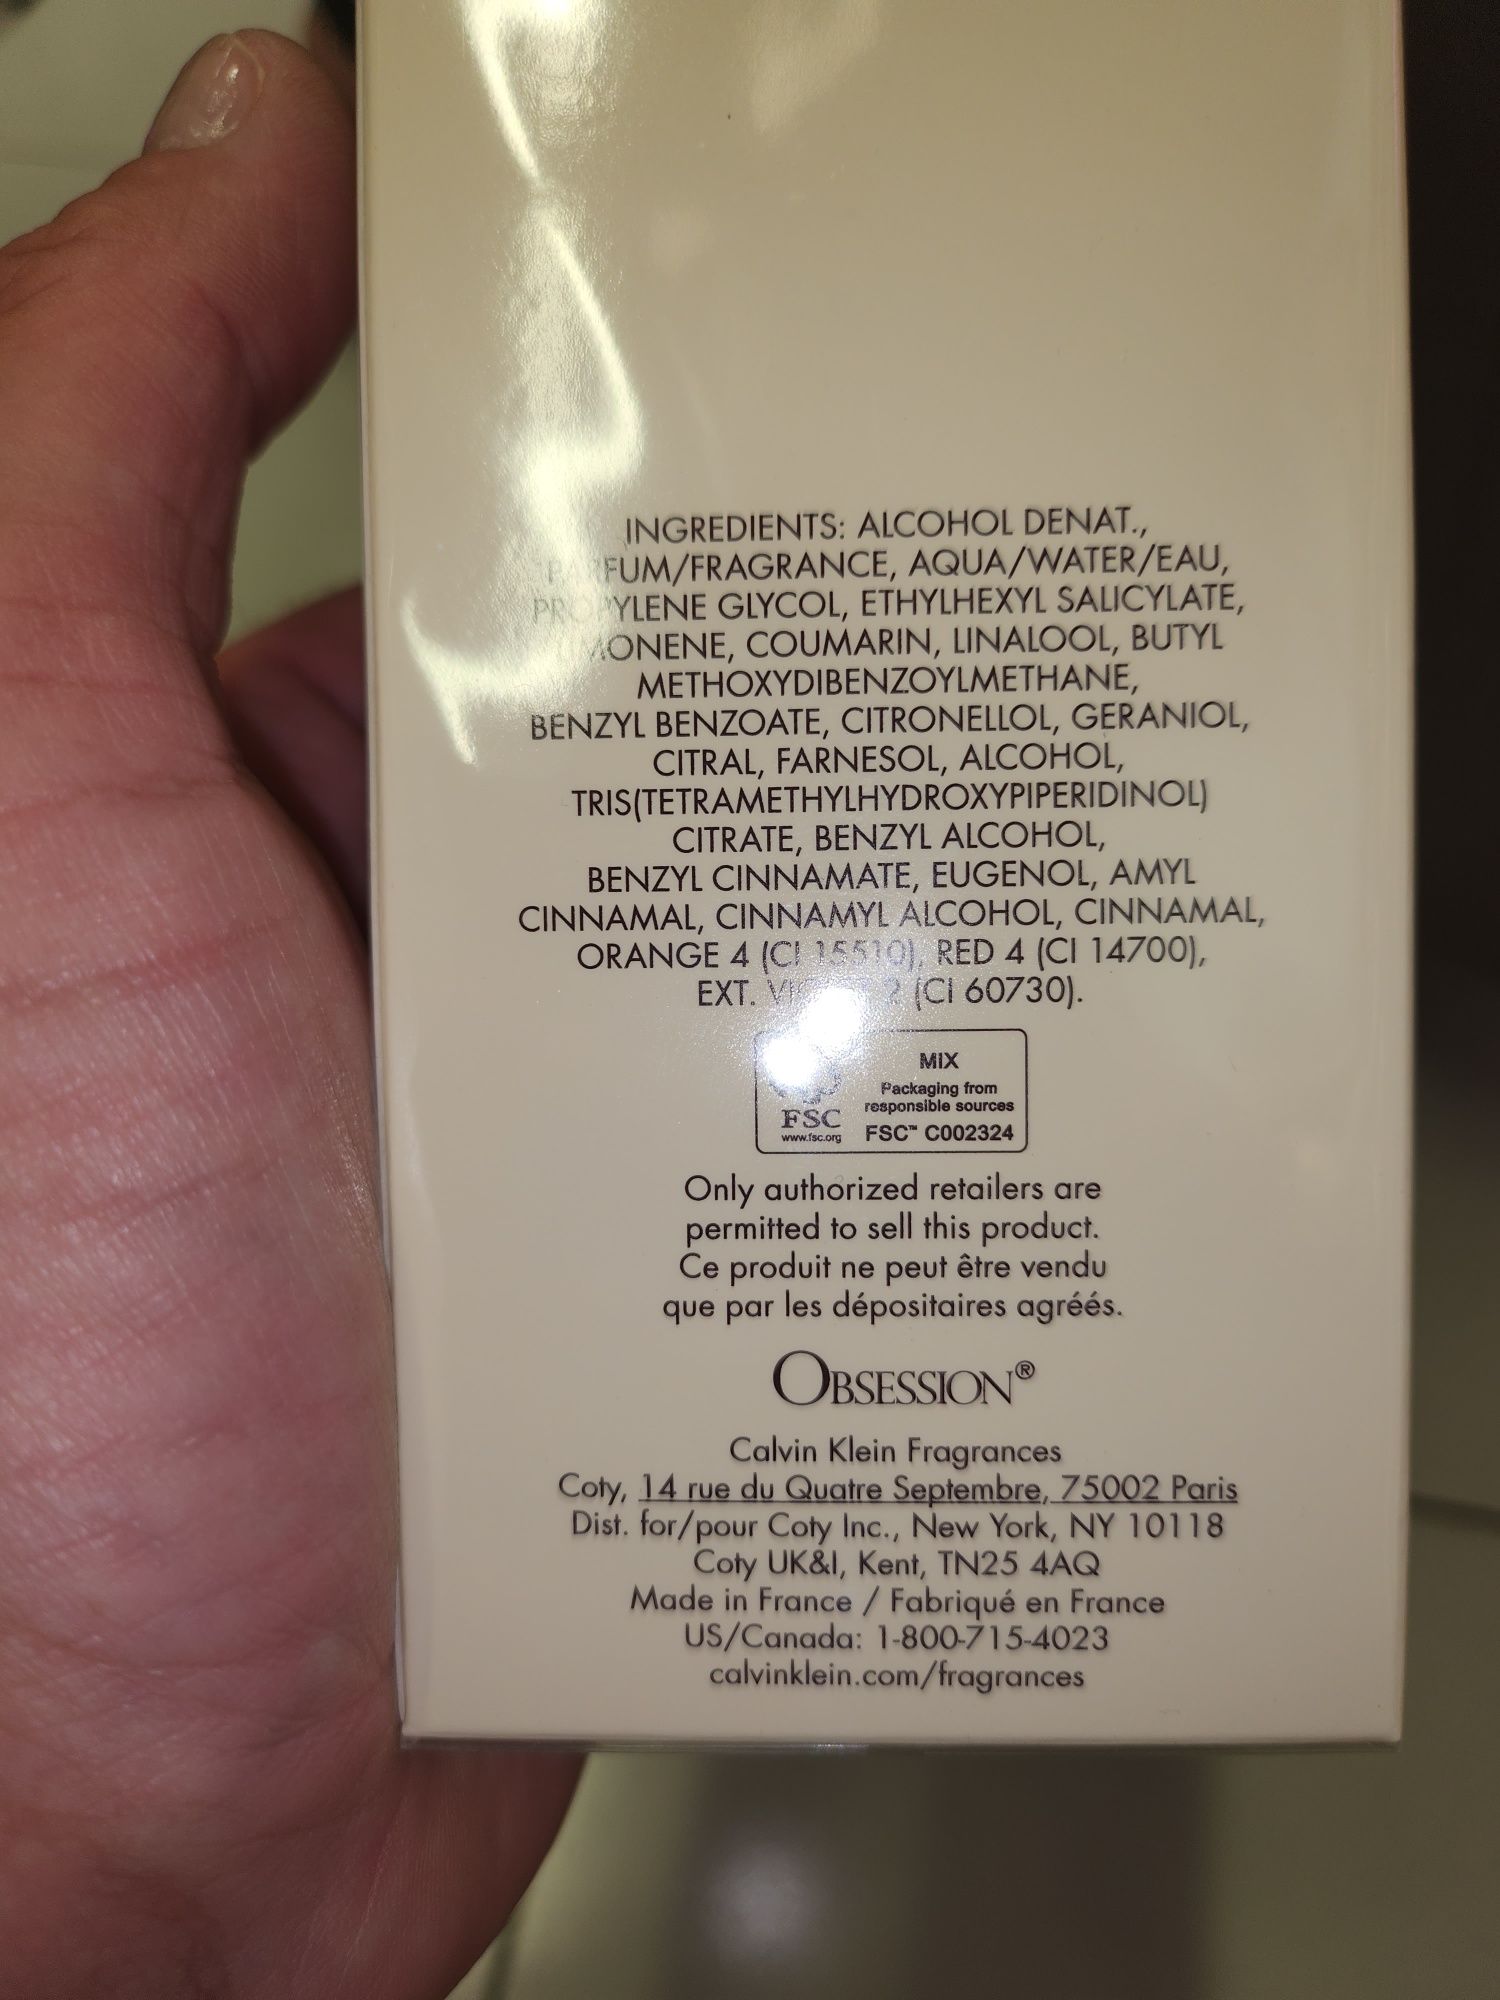 INGREDIENTS: ALCOHOL DENAT.,
PARFUM/FRAGRANCE, AQUA/WATER/EAU,
PROPYLENE GLYCOL, ETHYLHEXYL SALICYLATE,
LIMONENE, COUMARIN, LINALOOL, BUTYL
METHOXYDIBENZOYLMETHANE,
BENZYL BENZOATE, CITRONELLOL, GERANIOL,
CITRAL, FARNESOL, ALCOHOL,
TRIS(TETRAMETHYLHYDROXYPIPERIDINOL)
CITRATE, BENZYL ALCOHOL,
BENZYL CINNAMATE, EUGENOL, AMYL
CINNAMAL, CINNAMYL ALCOHOL, CINNAMAL,
ORANGE 4 (CI 15510), RED 4 (CI 14700),
EXT. VIOLET 2 (CI 60730).
FSC
www.fsc.org
MIX
Packaging from
responsible sources
FSC™ C002324
Only authorized retailers are
permitted to sell this product.
Ce produit ne peut être vendu
que par les dépositaires agréés.
OBSESSION®
Calvin Klein Fragrances
Coty, 14 rue du Quatre Septembre, 75002 Paris
Dist. for/pour Coty Inc., New York, NY 10118
Coty UK&I, Kent, TN25 4AQ
Made in France / Fabriqué en France
US/Canada: 1-800-715-4023
calvinklein.com/fragrances